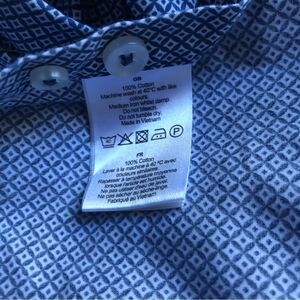 GB
100% Cotton
Machine wash at 40°C with like
colours.
Medium iron whilst damp.
Do not bleach.
Do not tumble dry.
Made in Vietnam
P
FR
100% Cotton
Laver à la machine à 40 °C avec
couleurs similaires.
Repasser à température moyenne
lorsque l'article est humide.
Ne pas utiliser d'eau de javel.
Ne pas sécher au sèche-linge.
Fabriqué au Vietnam